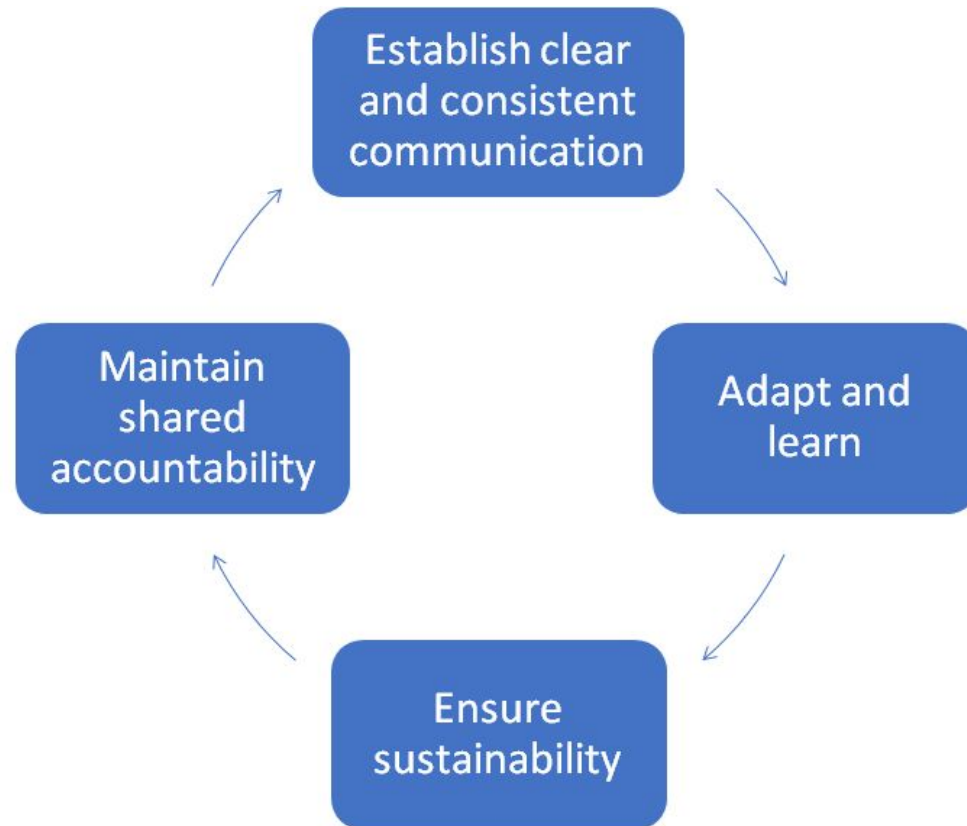 Establish clear
and consistent
communication
Adapt and
learn
Ensure
sustainability
Maintain
shared
accountability